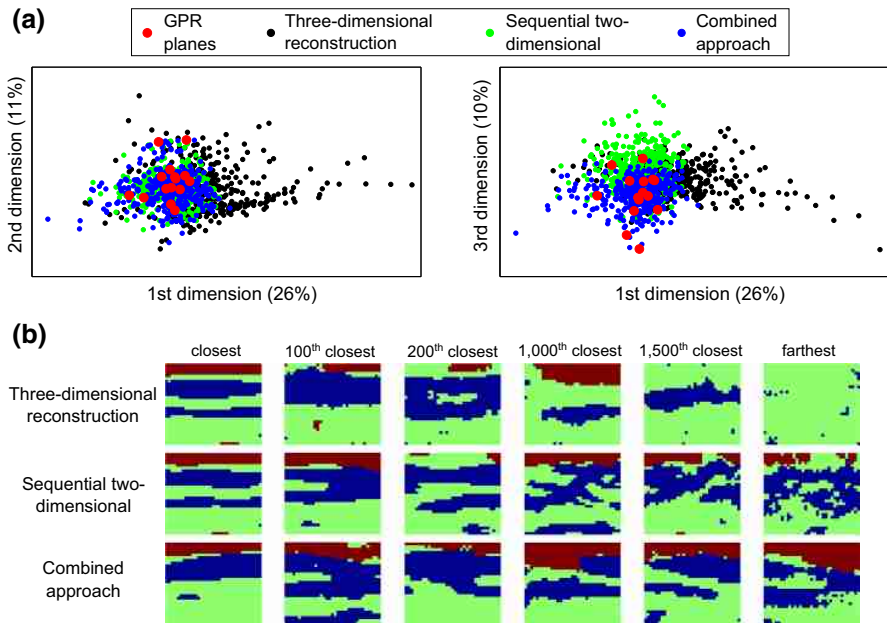 (a)
GPR planes
Three-dimensional reconstruction
Sequential two-dimensional
Combined approach
2nd dimension (11%)
1st dimension (26%)
3rd dimension (10%)
1st dimension (26%)
(b)
closest
100th closest
200th closest
1,000th closest
1,500th closest
farthest
Three-dimensional
reconstruction
Sequential two-
dimensional
Combined
approach